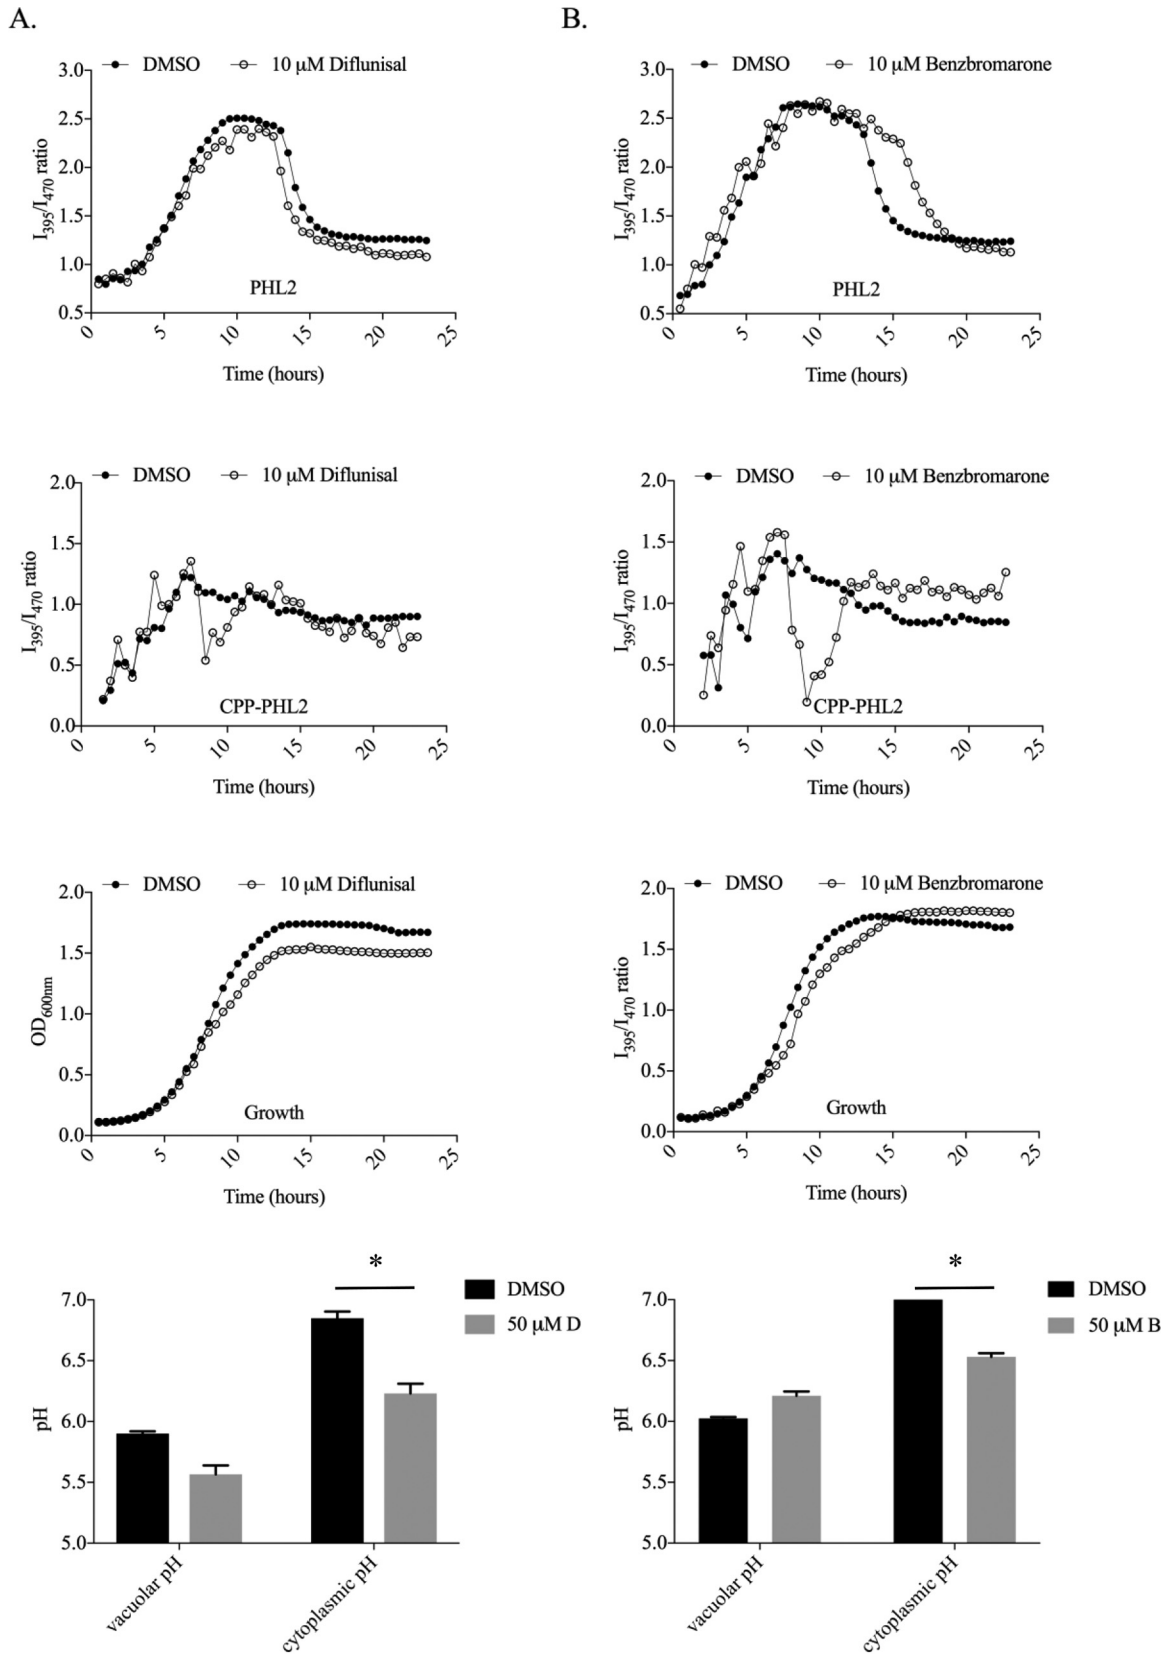 A.
DMSO 10 μM Diflunisal
3.0
2.5
2.0
1.5
1.0
0.5
I395/I470 ratio
PHL2
0 5 10 15 20 25
Time (hours)
B.
DMSO 10 μM Benzbromarone
3.0
2.5
2.0
1.5
1.0
0.5
I395/I470 ratio
PHL2
0 5 10 15 20 25
Time (hours)
DMSO 10 μM Diflunisal
2.0
1.5
1.0
0.5
0.0
I395/I470 ratio
CPP-PHL2
0 5 10 15 20 25
Time (hours)
DMSO 10 μM Benzbromarone
2.0
1.5
1.0
0.5
0.0
I395/I470 ratio
CPP-PHL2
0 5 10 15 20 25
Time (hours)
DMSO 10 μM Diflunisal
2.0
1.5
1.0
0.5
0.0
OD600nm
Growth
0 5 10 15 20 25
Time (hours)
DMSO 10 μM Benzbromarone
2.0
1.5
1.0
0.5
0.0
I395/I470 ratio
Growth
0 5 10 15 20 25
Time (hours)
*
DMSO
50 μM D
7.0
6.5
6.0
5.5
5.0
pH
vacuolar pH
cytoplasmic pH
*
DMSO
50 μM B
7.0
6.5
6.0
5.5
5.0
pH
vacuolar pH
cytoplasmic pH